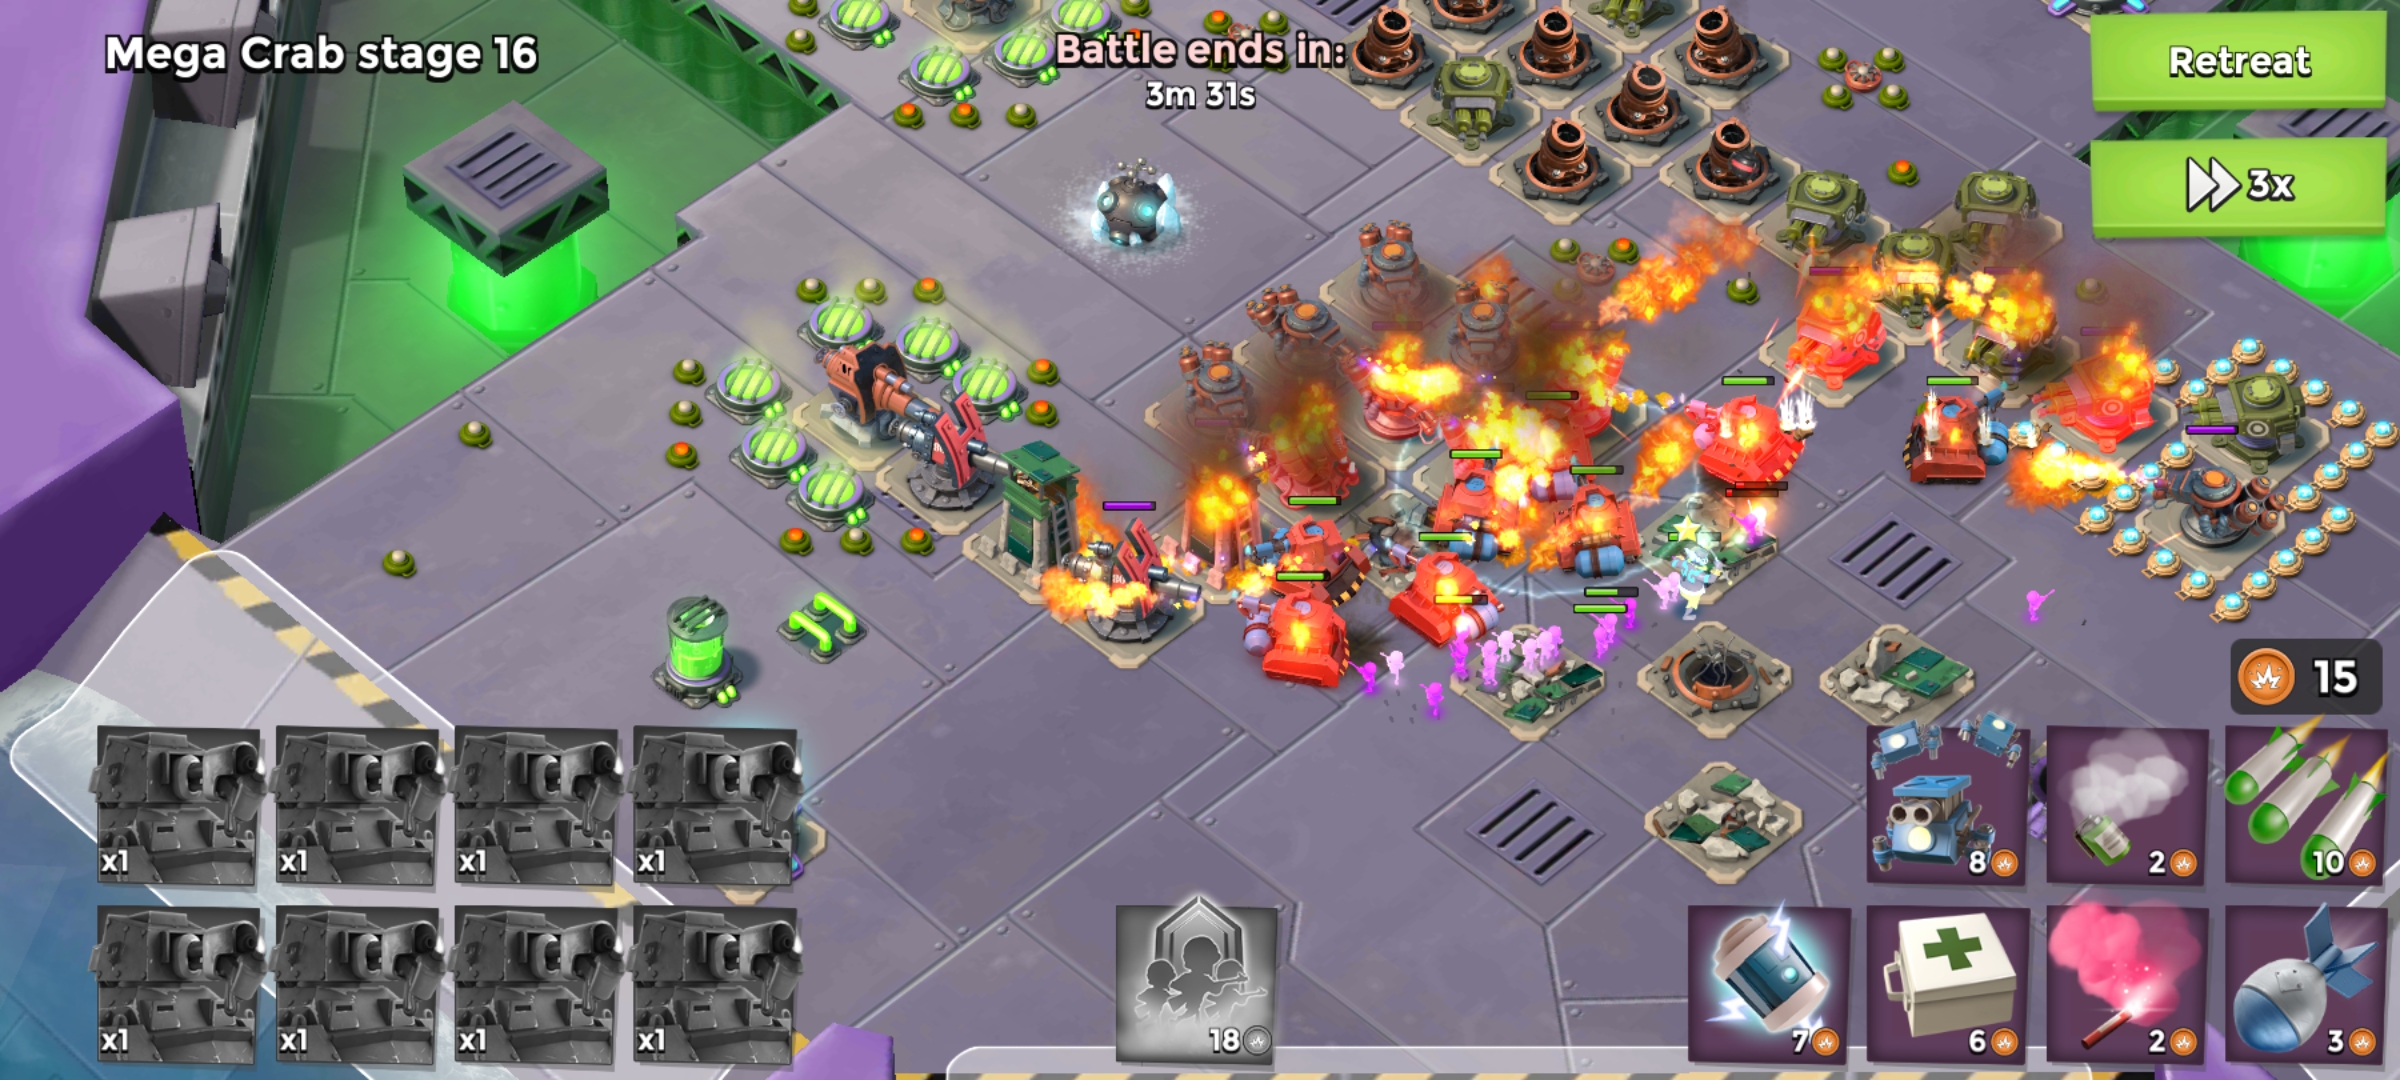 Mega Crab stage 16
Battle ends in:
3m 31s
Retreat
3x
15
x1
x1
x1
x1
8
2
10
x1
x1
x1
x1
18
7
6
2
3